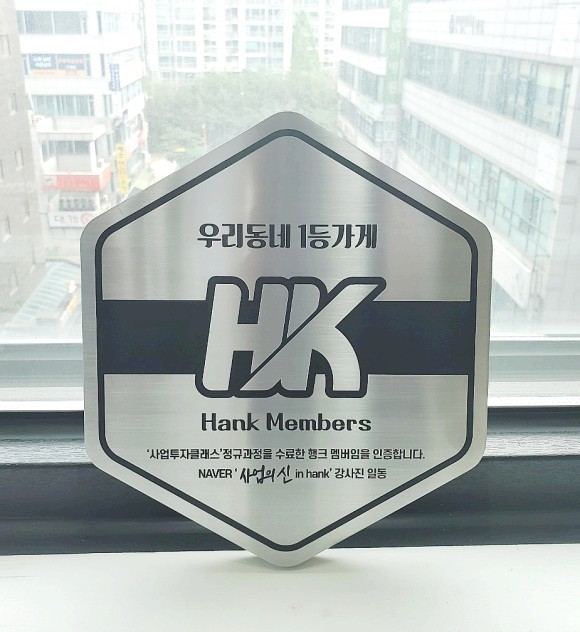 우리동네 1등가게
HK
Hank Members
'사업투자클래스'정규과정을 수료한 행크 멤버임을 인증합니다.
NAVER '사업의 신 in hank' 강사진 일동